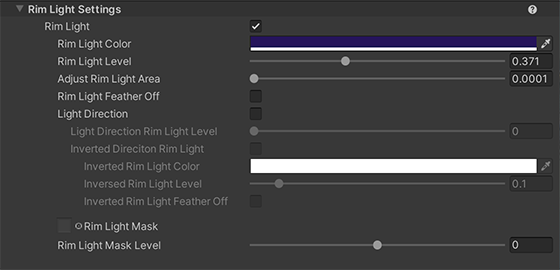 Rim Light Settings
Rim Light
Rim Light Color
Rim Light Level 0.371
Adjust Rim Light Area 0.0001
Rim Light Feather Off
Light Direction
Light Direction Rim Light Level 0
Inverted Direciton Rim Light
Inverted Rim Light Color
Inversed Rim Light Level 0.1
Inverted Rim Light Feather Off
Rim Light Mask
Rim Light Mask Level 0